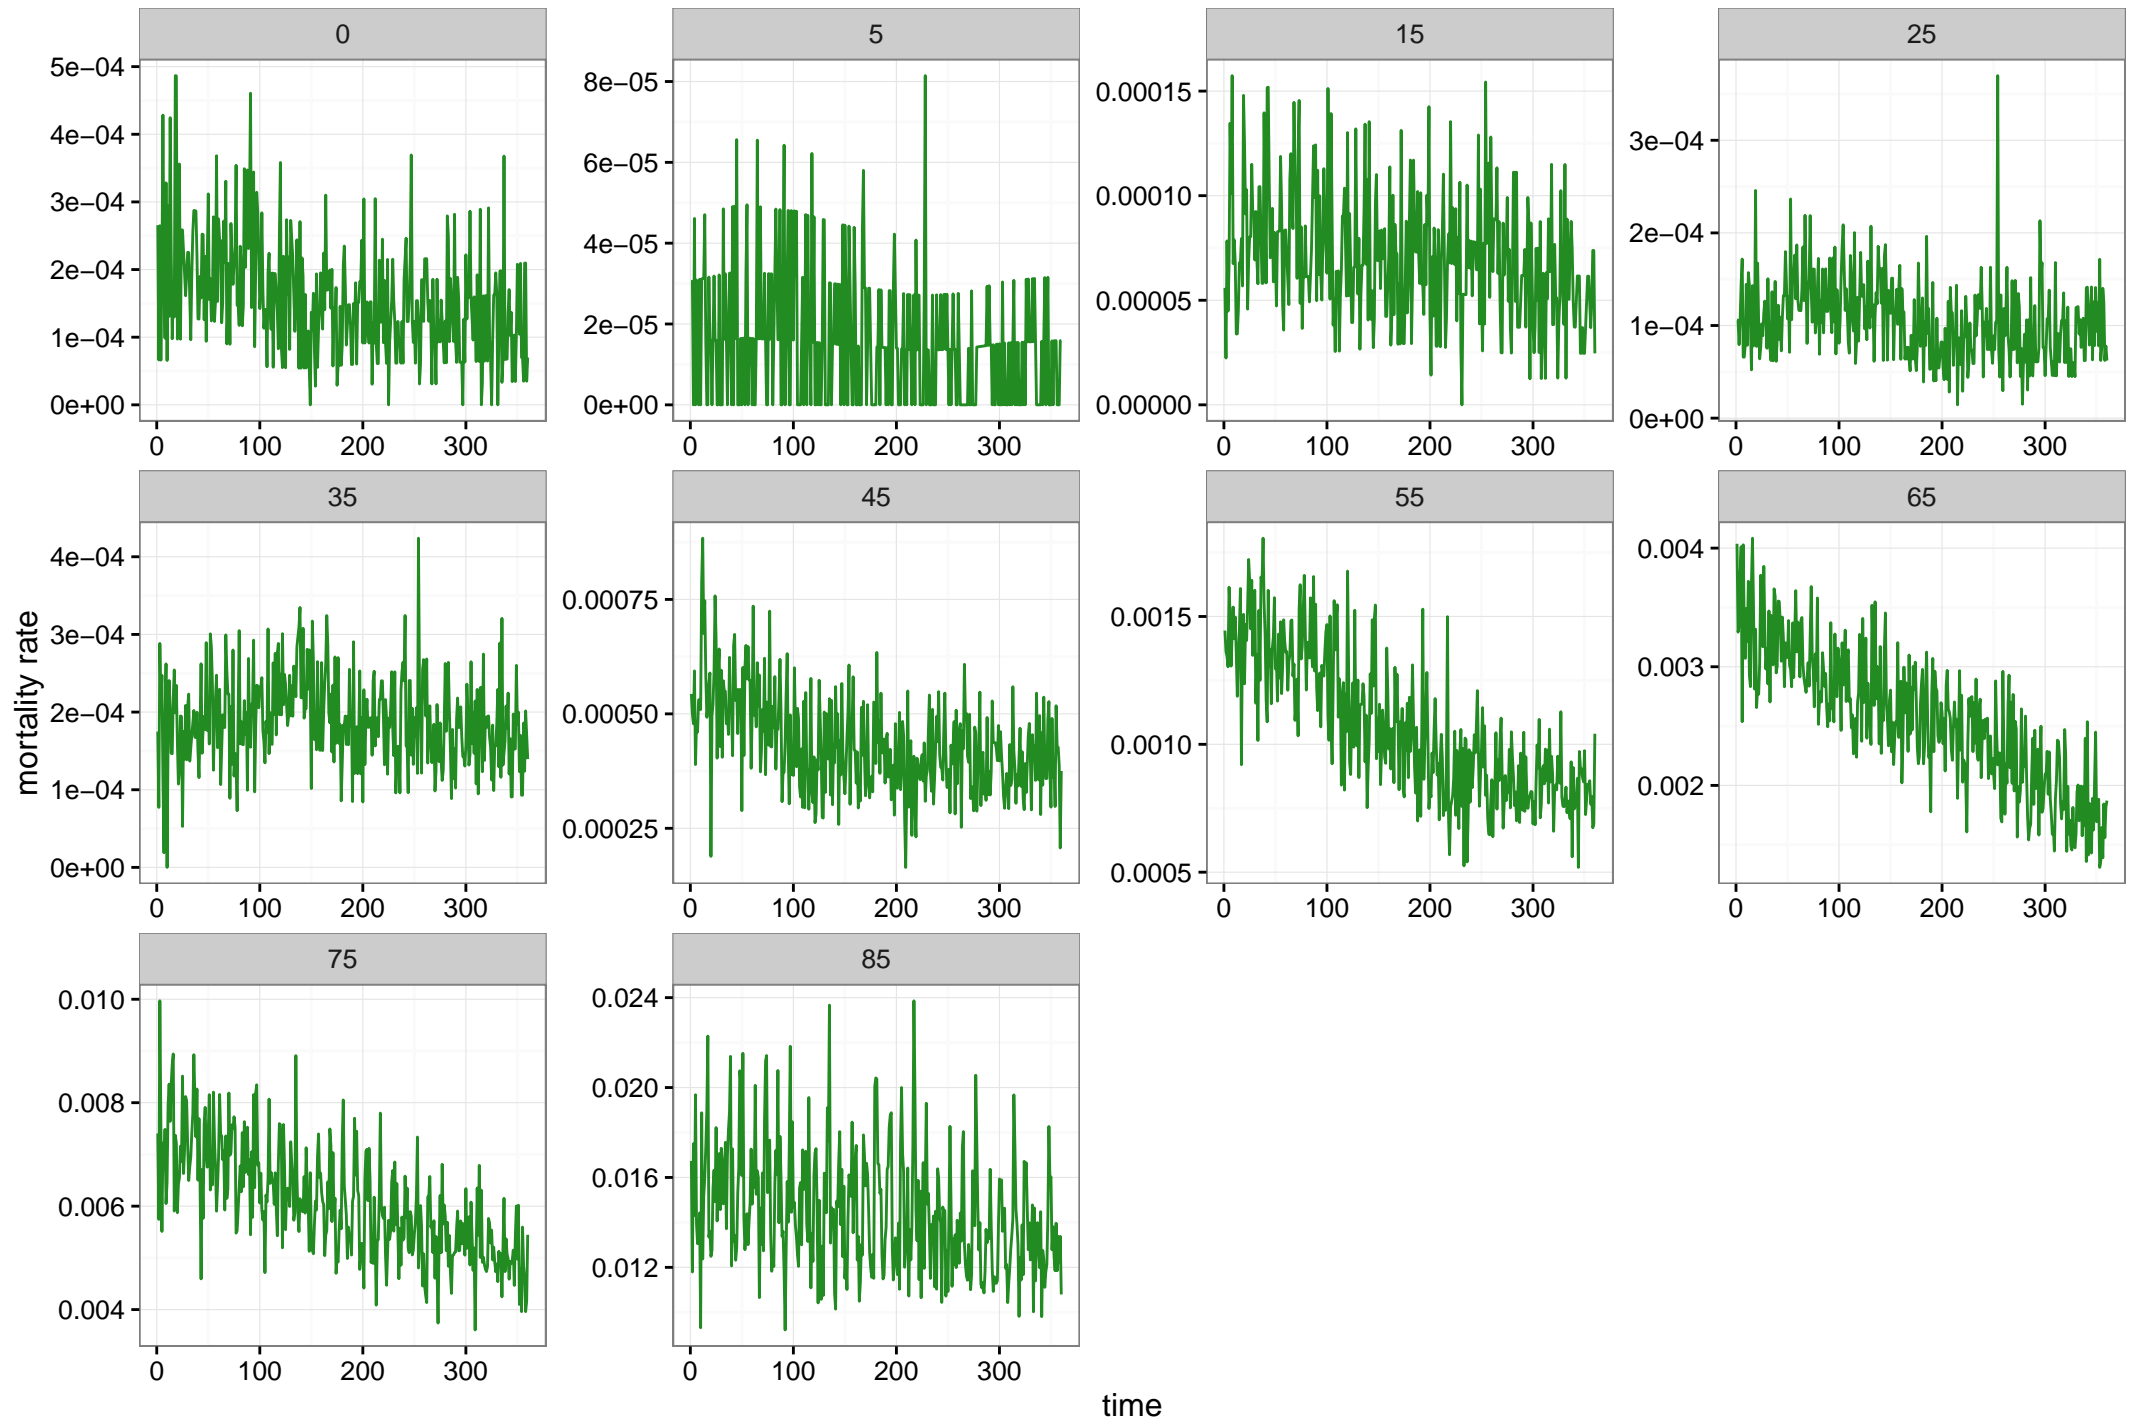 0
5
15
25
5e−04
4e−04
3e−04
2e−04
1e−04
0e+00
0 100 200 300
8e−05
6e−05
4e−05
2e−05
0e+00
0 100 200 300
0.00015
0.00010
0.00005
0.00000
0 100 200 300
3e−04
2e−04
1e−04
0e+00
0 100 200 300
35
45
55
65
4e−04
3e−04
2e−04
1e−04
0e+00
0 100 200 300
0.00075
0.00050
0.00025
0 100 200 300
0.0015
0.0010
0.0005
0 100 200 300
0.004
0.003
0.002
0 100 200 300
75
85
0.010
0.008
0.006
0.004
0 100 200 300
0.024
0.020
0.016
0.012
0 100 200 300
mortality rate
time